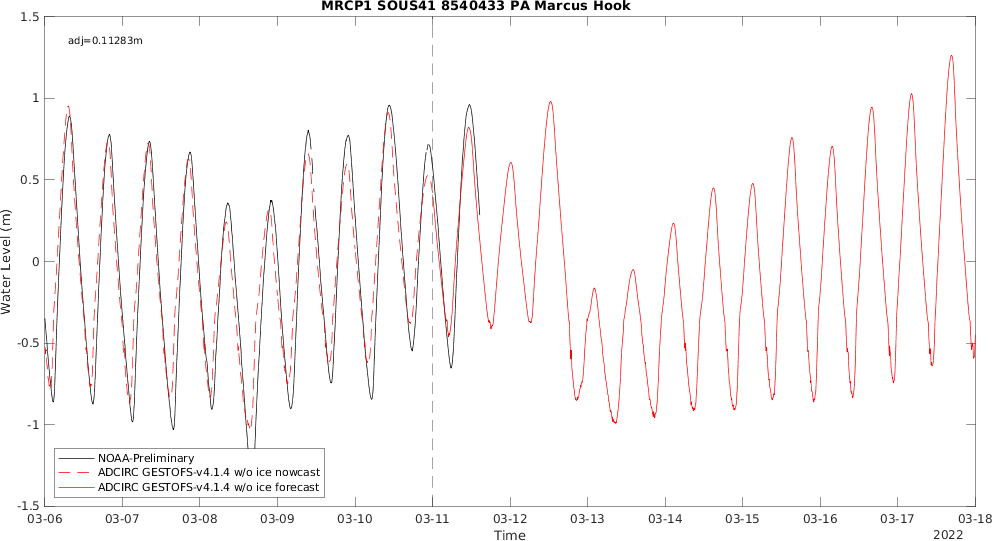 MRCP1 SOUS41 8540433 PA Marcus Hook
adj=0.11283m
1.5
1
0.5
0
-0.5
-1
-1.5
Water Level (m)
NOAA-Preliminary
ADCIRC GESTOFS-v4.1.4 w/o ice nowcast
ADCIRC GESTOFS-v4.1.4 w/o ice forecast
03-06 03-07 03-08 03-09 03-10 03-11 03-12 03-13 03-14 03-15 03-16 03-17 03-18
Time
2022